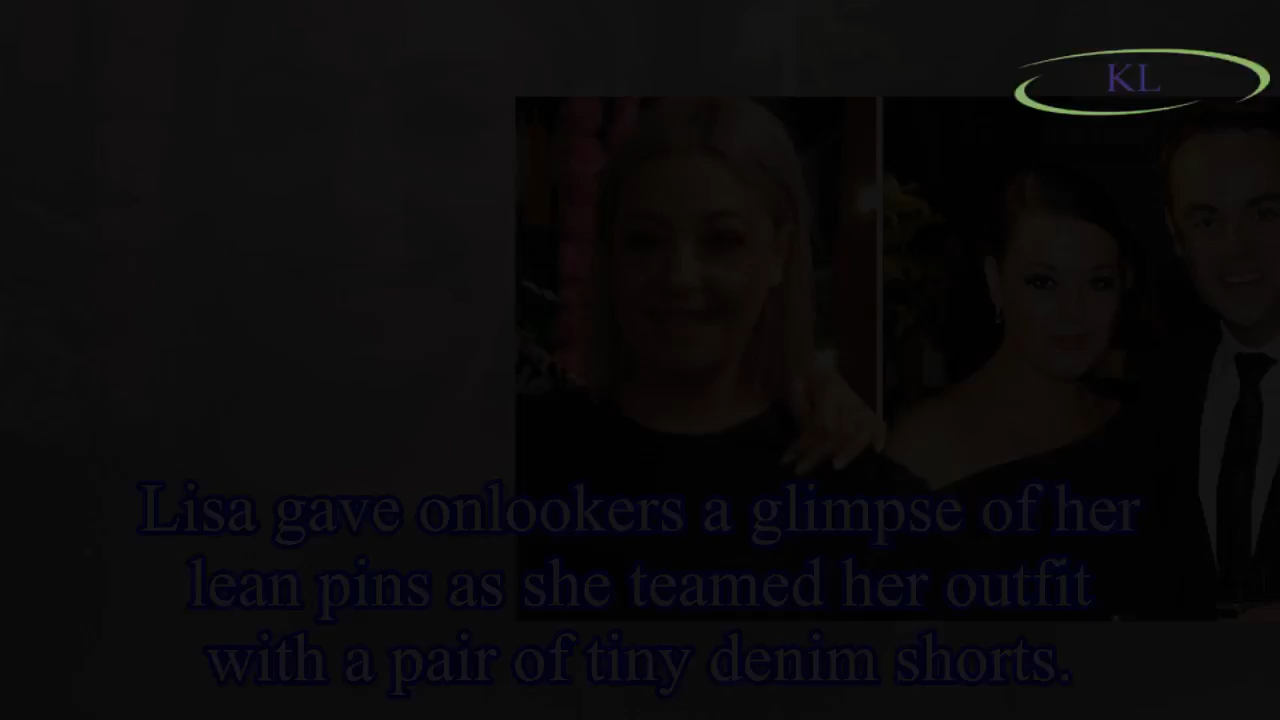 KL
Lisa gave onlookers a glimpse of her
lean pins as she teamed her outfit
with a pair of tiny denim shorts.